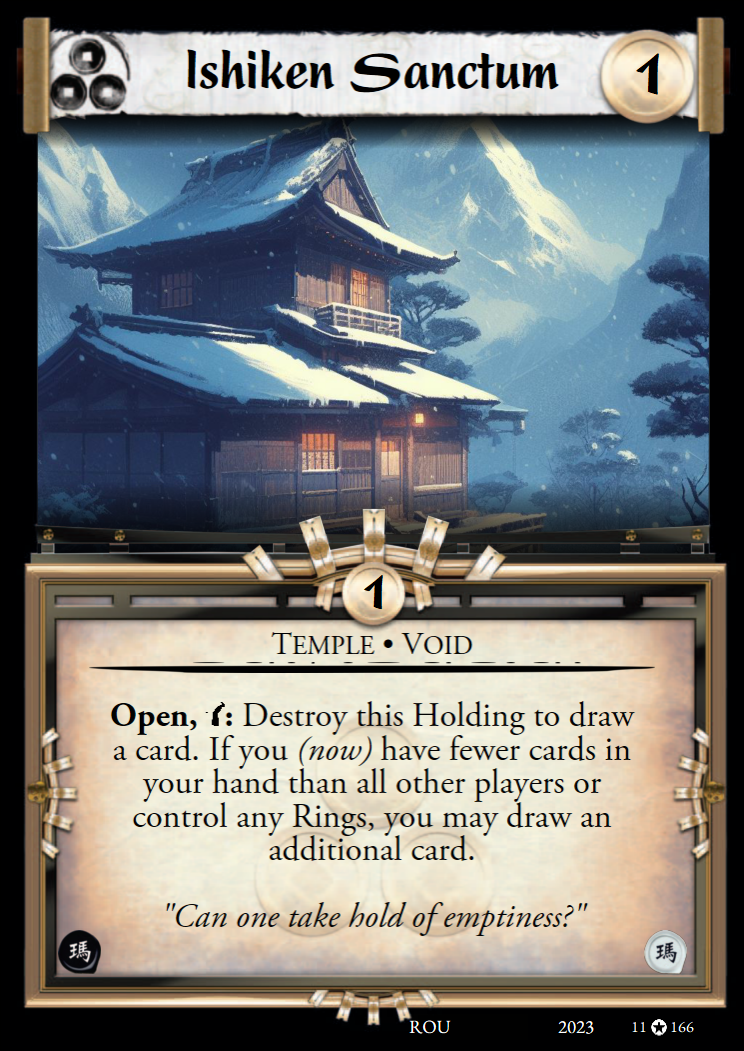 Ishiken Sanctum
1
1
Temple • Void
Open, : Destroy this Holding to draw
a card. If you (now) have fewer cards in
your hand than all other players or
control any Rings, you may draw an
additional card.
"Can one take hold of emptiness?"
瑪
瑪
ROU 2023 11 166